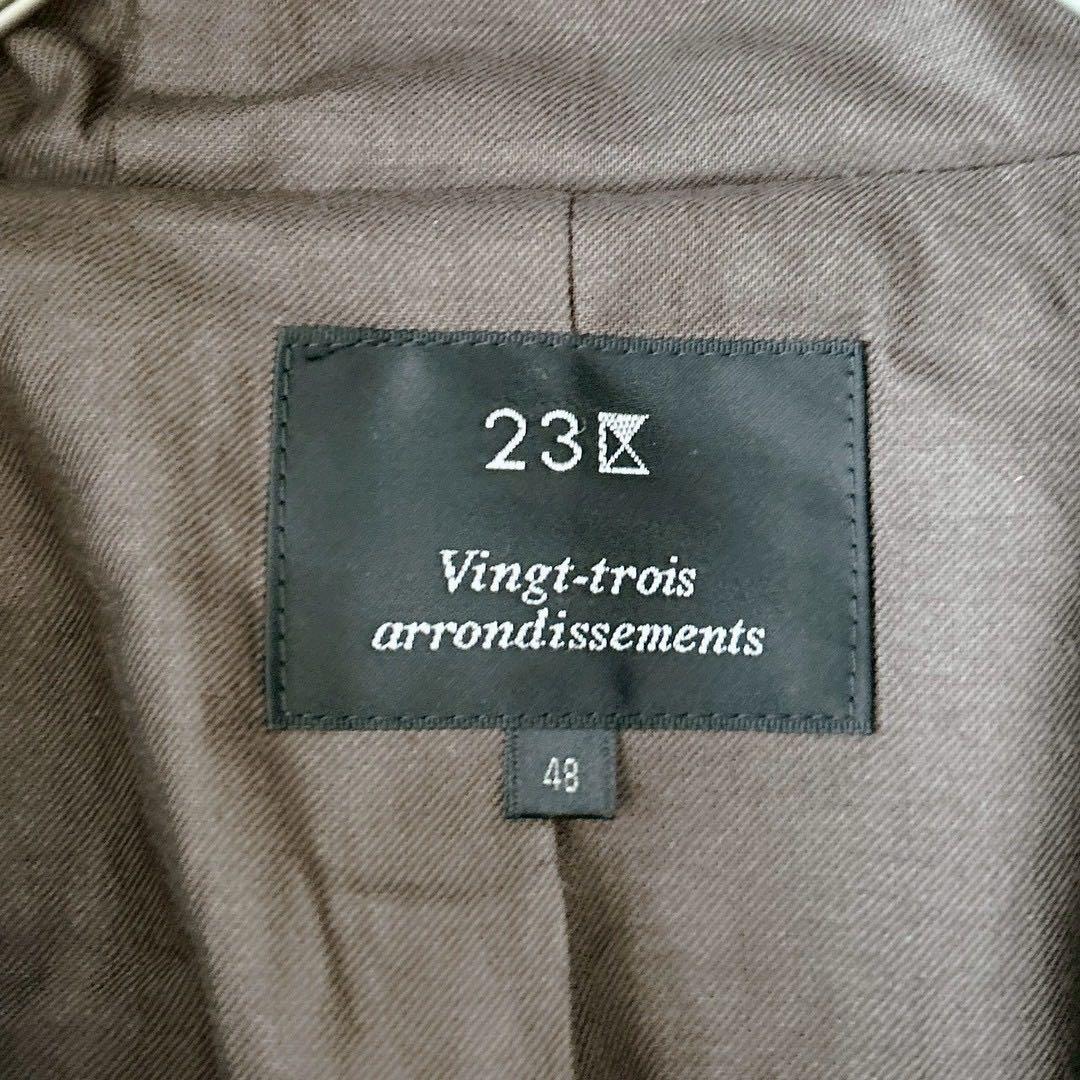 23区
Vingt-trois
arrondissements
48